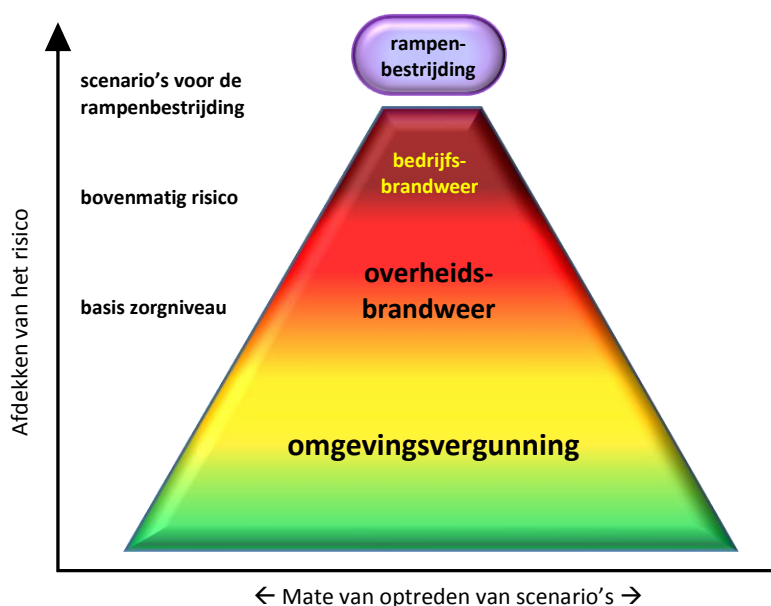 rampen-
bestrijding
scenario’s voor de
rampenbestrijding
bedrijfs-
brandweer
bovenmatig risico
overheids-
brandweer
basis zorgniveau
omgevingsvergunning
Afdekken van het risico
← Mate van optreden van scenario’s →